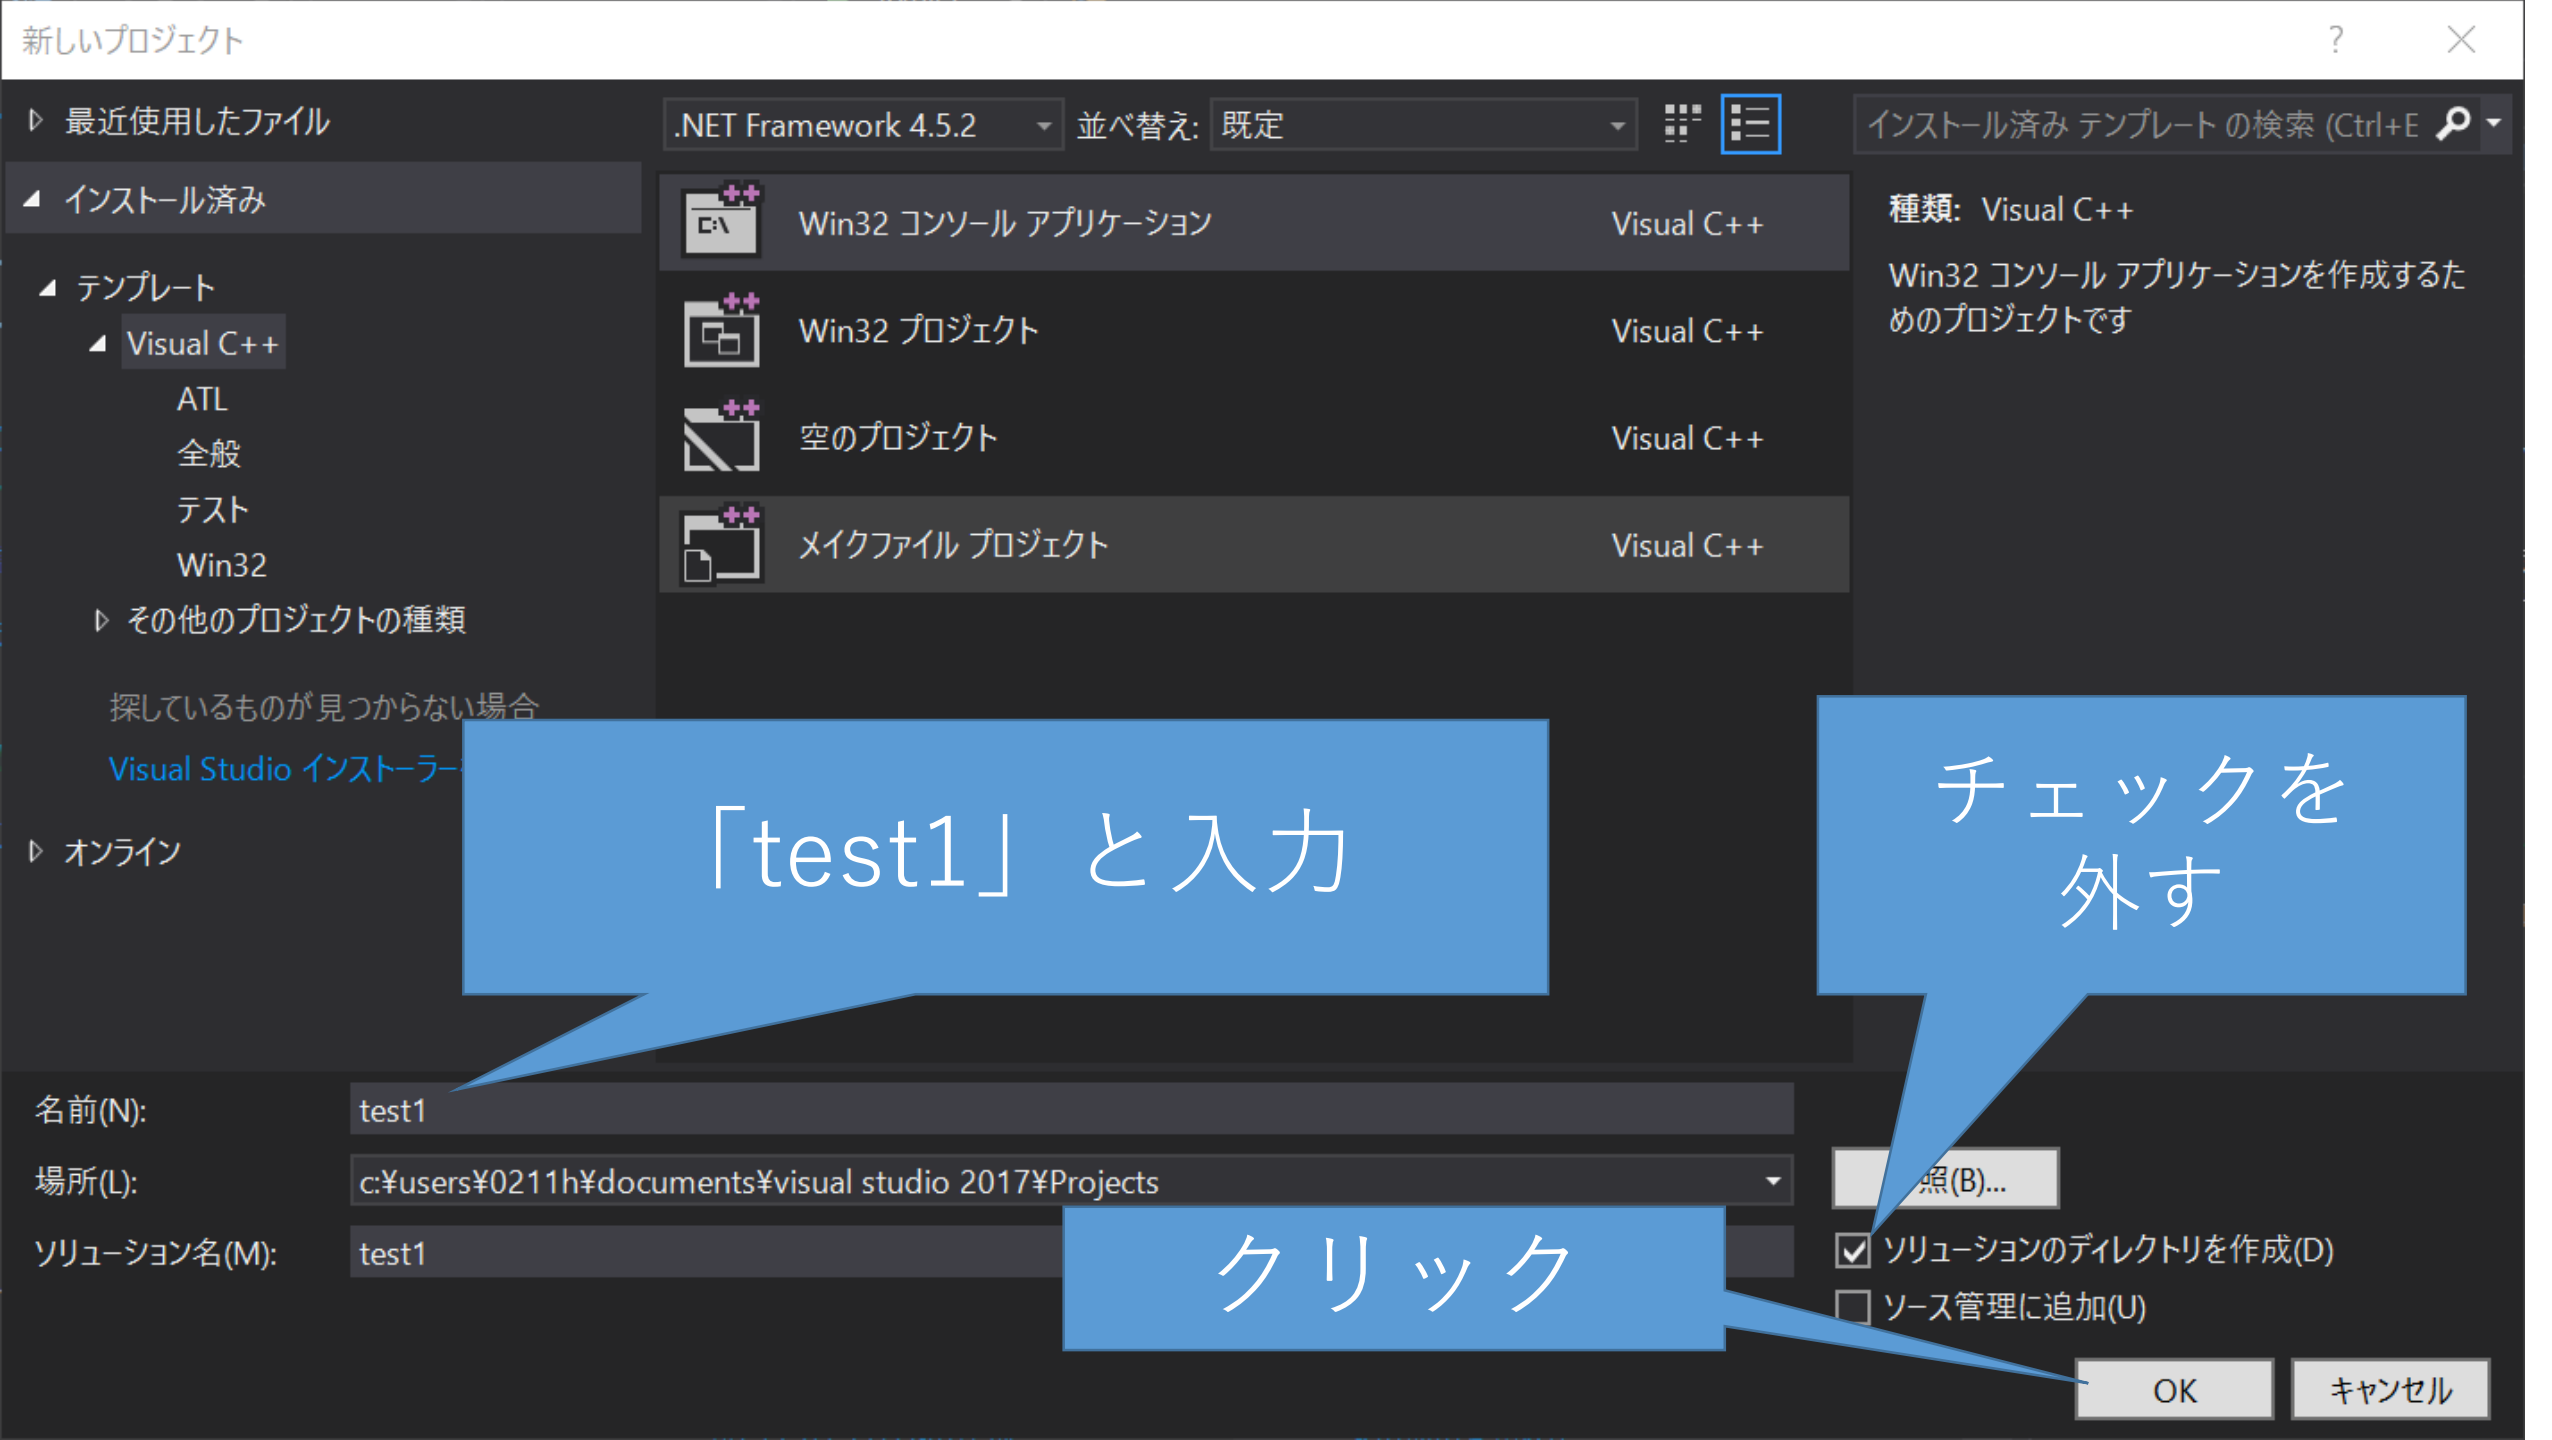 新しいプロジェクト
?
最近使用したファイル
.NET Framework 4.5.2
並べ替え:
既定
インストール済み テンプレート の検索 (Ctrl+E
インストール済み
テンプレート
Visual C++
ATL
全般
テスト
Win32
その他のプロジェクトの種類
探しているものが見つからない場合
Visual Studio インストーラー
オンライン
Win32 コンソール アプリケーション Visual C++
Win32 プロジェクト Visual C++
空のプロジェクト Visual C++
メイクファイル プロジェクト Visual C++
種類: Visual C++
Win32 コンソール アプリケーションを作成するた
めのプロジェクトです
「test1」と入力
チェックを
外す
名前(N): test1
場所(L): c:¥users¥0211h¥documents¥visual studio 2017¥Projects
照(B)...
ソリューション名(M): test1
クリック
ソリューションのディレクトリを作成(D)
ソース管理に追加(U)
OK
キャンセル